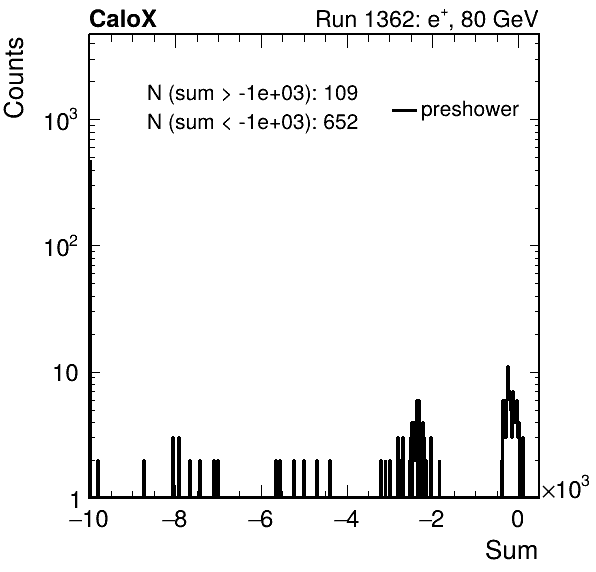 CaloX Run 1362: e⁺, 80 GeV
Counts
N (sum > -1e+03): 109
N (sum < -1e+03): 652
preshower
10³
10²
10
1
−10 −8 −6 −4 −2 0 ×10³
Sum